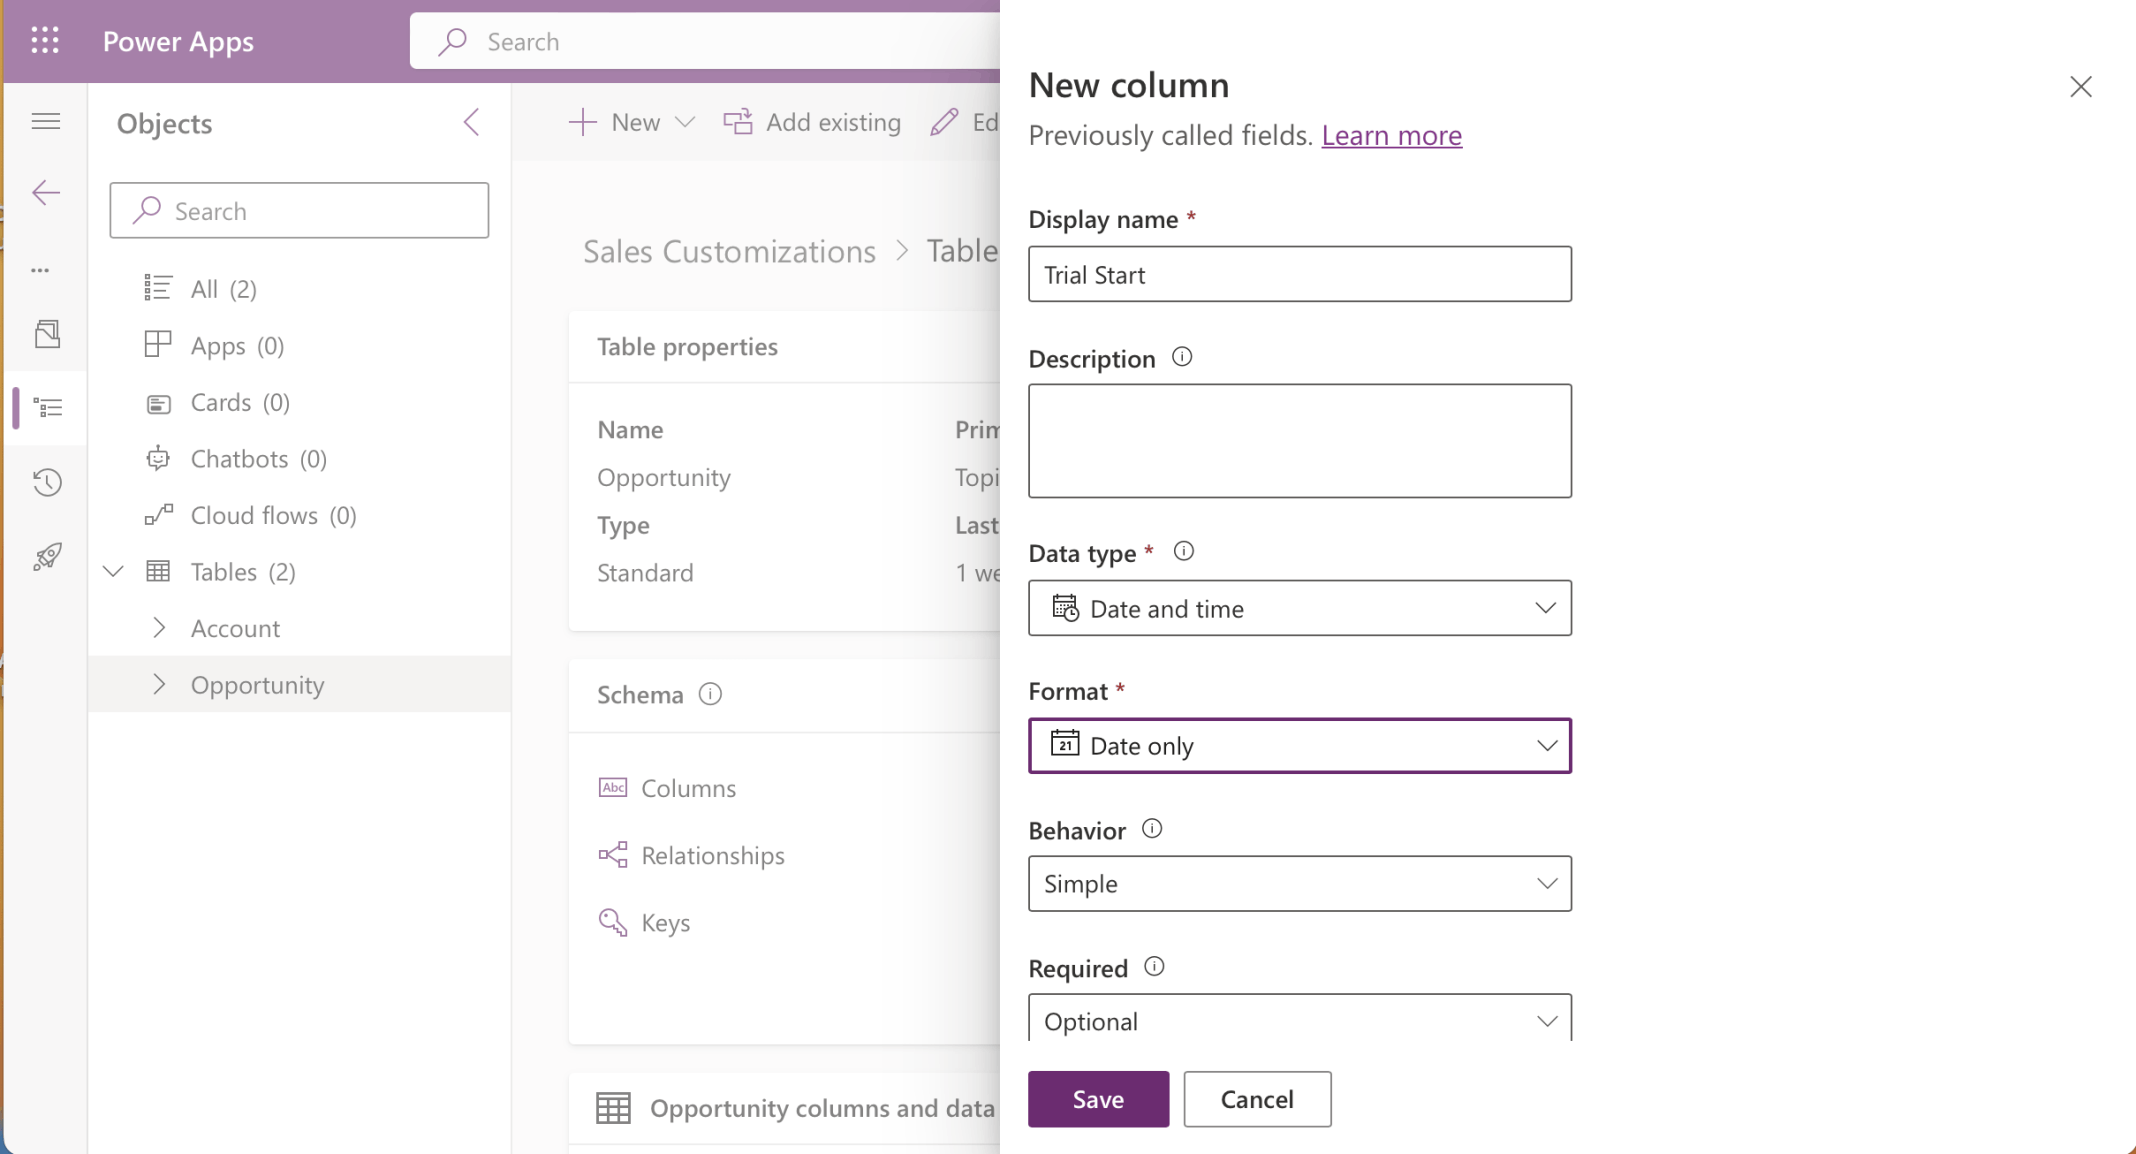 Power Apps
Search
Objects
Search
All (2)
Apps (0)
Cards (0)
Chatbots (0)
Cloud flows (0)
Tables (2)
Account
Opportunity
New
Add existing
Ed
Sales Customizations > Table
Table properties
Name
Prim
Opportunity
Topi
Type
Last
Standard
1 we
Schema
Abc Columns
Relationships
Keys
Opportunity columns and data
New column
Previously called fields. Learn more
Display name *
Trial Start
Description
Data type *
Date and time
Format *
21 Date only
Behavior
Simple
Required
Optional
Save
Cancel